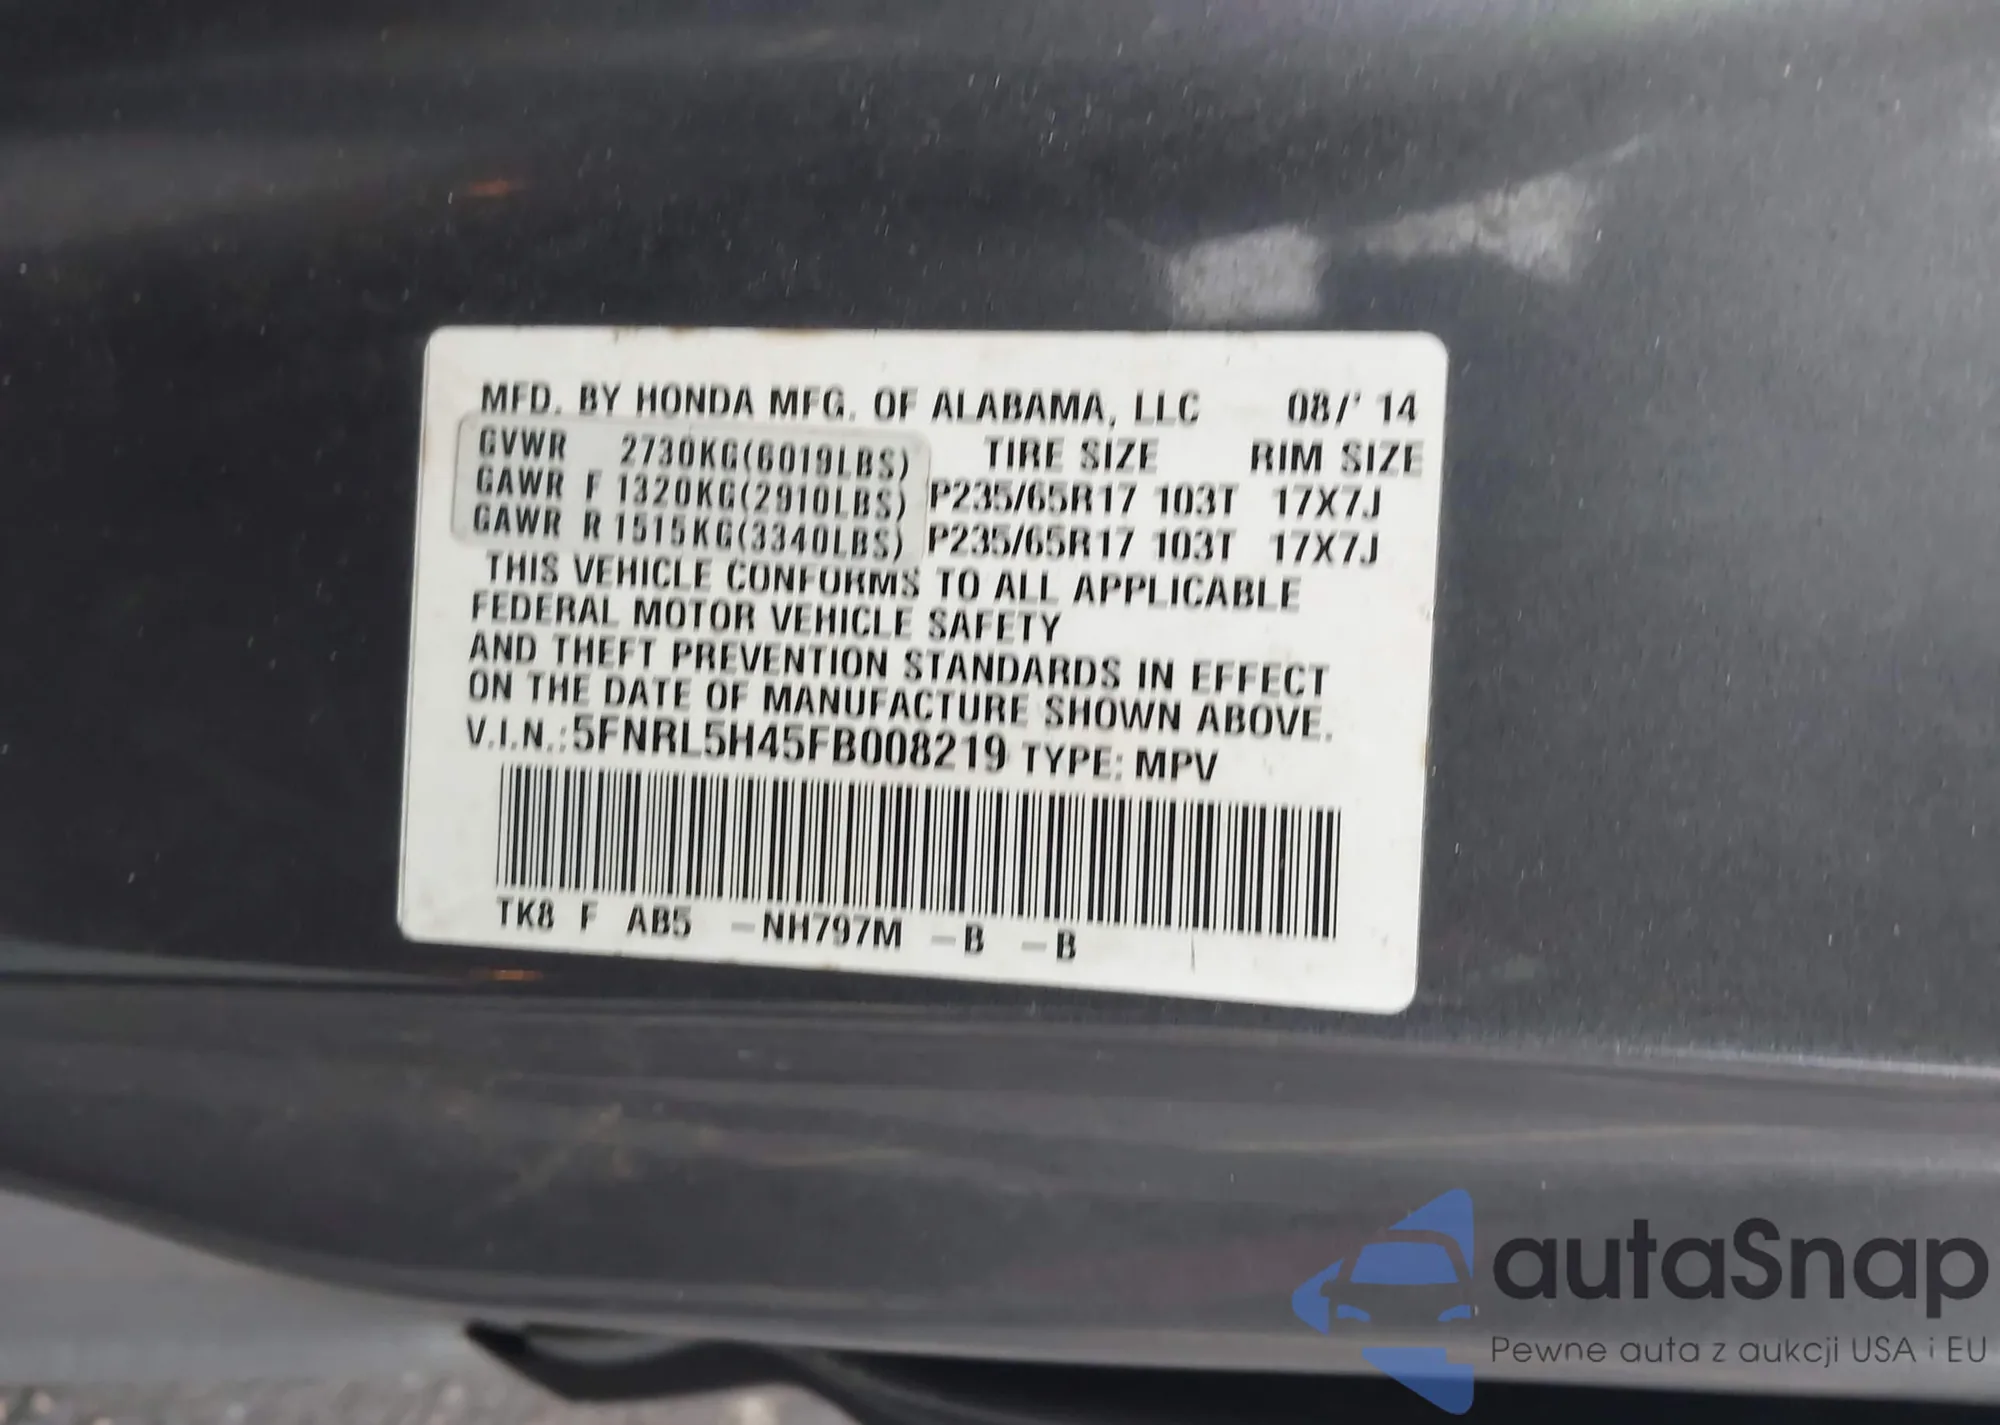 MFD. BY HONDA MFG. OF ALABAMA, LLC 08/' 14
GVWR 2730KG(6019LBS) TIRE SIZE RIM SIZE
GAWR F 1320KG(2910LBS) P235/65R17 103T 17X7J
GAWR R 1515KG(3340LBS) P235/65R17 103T 17X7J
THIS VEHICLE CONFORMS TO ALL APPLICABLE
FEDERAL MOTOR VEHICLE SAFETY
AND THEFT PREVENTION STANDARDS IN EFFECT
ON THE DATE OF MANUFACTURE SHOWN ABOVE.
V.I.N.:5FNRL5H45FB008219 TYPE: MPV
TK8 F AB5 -NH797M -B -B
autaSnap
Pewne auta z aukcji USA i EU